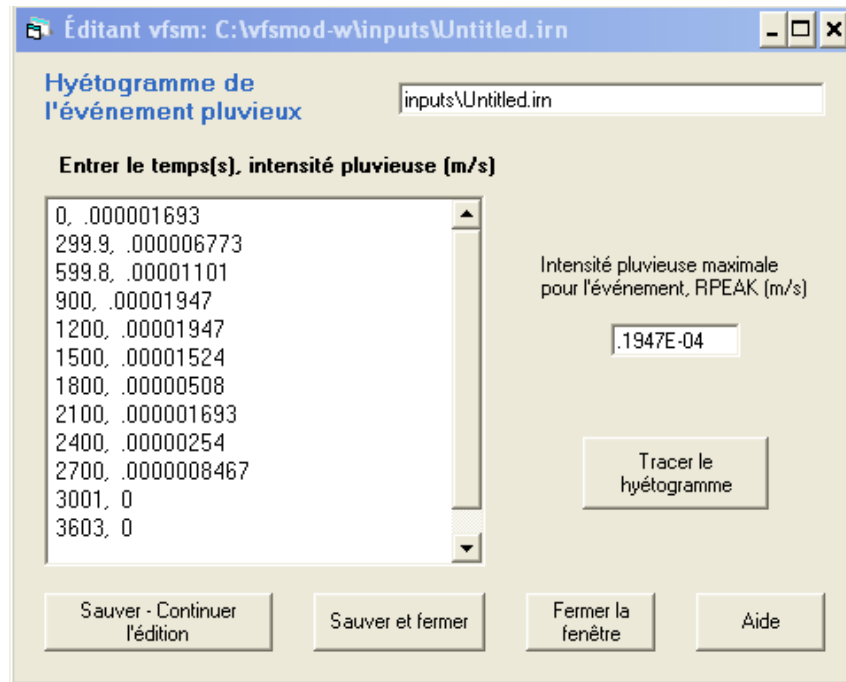 Éditant vfsm: C:\vfsmod-w\inputs\Untitled.irn
Hyétogramme de
l'événement pluvieux
inputs\Untitled.irn
Entrer le temps(s), intensité pluvieuse (m/s)
0, .000001693
299.9, .000006773
599.8, .00001101
900, .00001947
1200, .00001947
1500, .00001524
1800, .00000508
2100, .000001693
2400, .00000254
2700, .0000008467
3001, 0
3603, 0
Intensité pluvieuse maximale
pour l'événement, RPEAK (m/s)
.1947E-04
Tracer le
hyétogramme
Sauver - Continuer
l'édition
Sauver et fermer
Fermer la
fenêtre
Aide